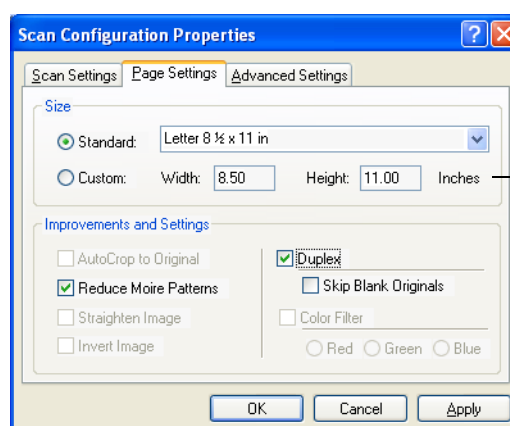 Scan Configuration Properties
Scan Settings Page Settings Advanced Settings
Size
Standard: Letter 8 ½ x 11 in
Custom: Width: 8.50 Height: 11.00 Inches
Improvements and Settings
AutoCrop to Original Duplex
Reduce Moire Patterns Skip Blank Originals
Straighten Image Color Filter
Invert Image Red Green Blue
OK Cancel Apply